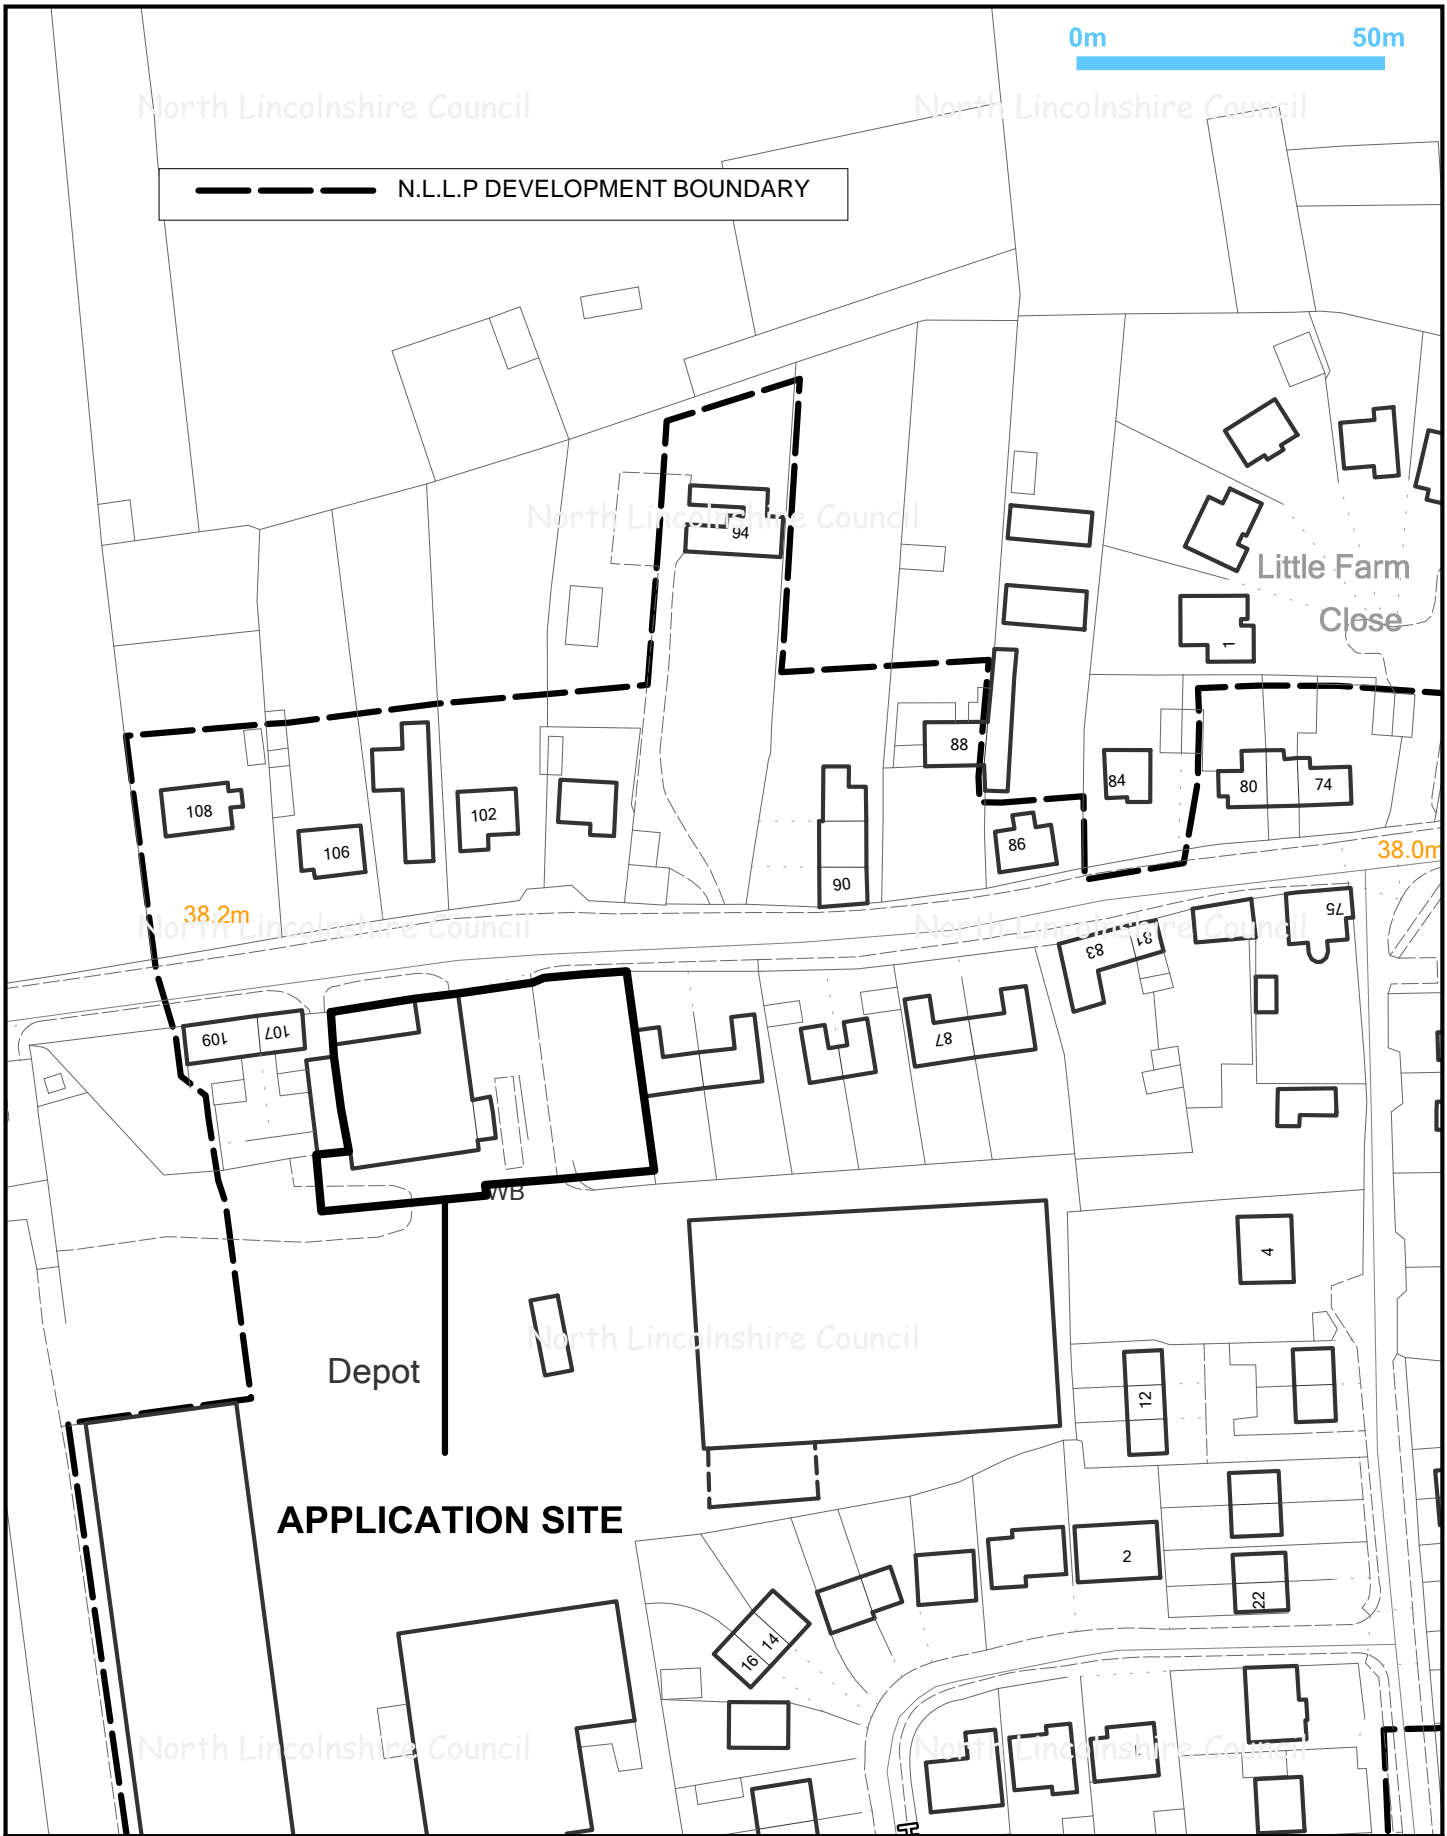 0m 50m
North Lincolnshire Council North Lincolnshire Council
N.L.L.P DEVELOPMENT BOUNDARY
North Lincolnshire Council
94
Little Farm
Close
1
88
84
80
74
108
102
106
86
90
38.0m
38.2m
North Lincolnshire Council North Lincolnshire Council
75
81
83
109
107
87
WB
4
North Lincolnshire Council
Depot
12
APPLICATION SITE
2
22
14
16
North Lincolnshire Council North Lincolnshire Council